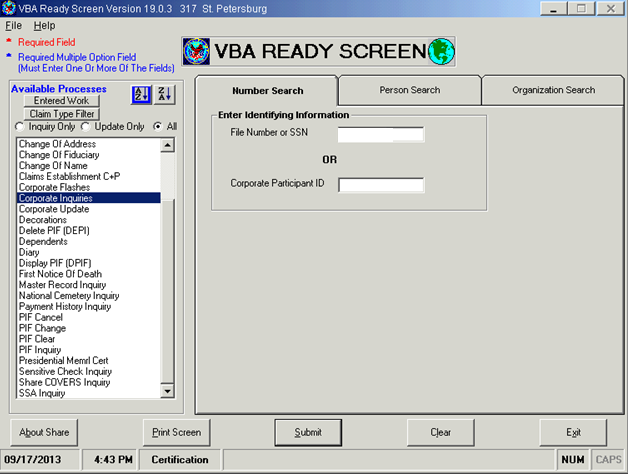 VBA Ready Screen Version 19.0.3 317 St. Petersburg
File Help
* Required Field
* Required Multiple Option Field
(Must Enter One Or More Of The Fields)
VBA READY SCREEN
Available Processes
Entered Work
Claim Type Filter
A Z
Z A
Inquiry Only Update Only All
Change Of Address
Change Of Fiduciary
Change Of Name
Claims Establishment C+P
Corporate Flashes
Corporate Inquiries
Corporate Update
Decorations
Delete PIF (DEPI)
Dependents
Diary
Display PIF (DPIF)
First Notice Of Death
Master Record Inquiry
National Cemetery Inquiry
Payment History Inquiry
PIF Cancel
PIF Change
PIF Clear
PIF Inquiry
Presidential Memrl Cert
Sensitive Check Inquiry
Share COVERS Inquiry
SSA Inquiry
Number Search Person Search Organization Search
Enter Identifying Information
File Number or SSN
OR
Corporate Participant ID
About Share Print Screen Submit Clear Exit
09/17/2013 4:43 PM Certification NUM CAPS